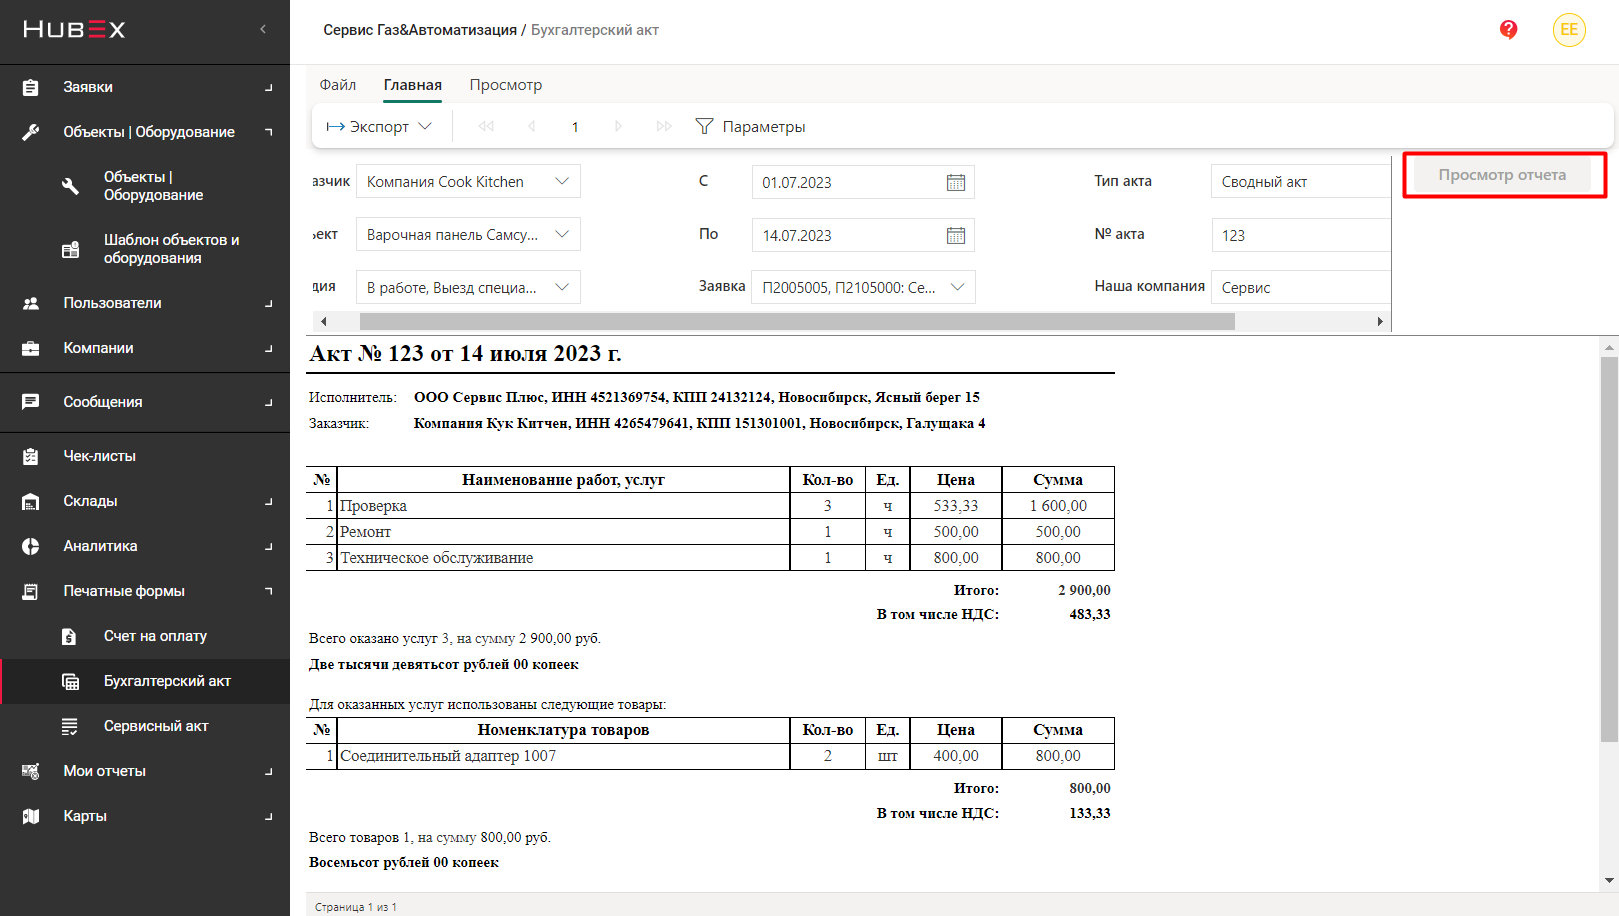 HUBEX
Заявки
Объекты | Оборудование
Объекты |
Оборудование
Шаблон объектов и
оборудования
Пользователи
Компании
Сообщения
Чек-листы
Склады
Аналитика
Печатные формы
Счет на оплату
Бухгалтерский акт
Сервисный акт
Мои отчеты
Карты
Сервис Газ&Автоматизация / Бухгалтерский акт
? ЕЕ
Файл Главная Просмотр
Экспорт 1 Параметры
азчик Компания Cook Kitchen С 01.07.2023 Тип акта Сводный акт Просмотр отчета
ект Варочная панель Самсу... По 14.07.2023 № акта 123
дия В работе, Выезд специа... Заявка П2005005, П2105000: Се... Наша компания Сервис
Акт № 123 от 14 июля 2023 г.
Исполнитель: ООО Сервис Плюс, ИНН 4521369754, КПП 24132124, Новосибирск, Ясный берег 15
Заказчик: Компания Кук Китчен, ИНН 4265479641, КПП 151301001, Новосибирск, Галущака 4
№ Наименование работ, услуг Кол-во Ед. Цена Сумма
1 Проверка 3 ч 533,33 1 600,00
2 Ремонт 1 ч 500,00 500,00
3 Техническое обслуживание 1 ч 800,00 800,00
Итого: 2 900,00
В том числе НДС: 483,33
Всего оказано услуг 3, на сумму 2 900,00 руб.
Две тысячи девятьсот рублей 00 копеек
Для оказанных услуг использованы следующие товары:
№ Номенклатура товаров Кол-во Ед. Цена Сумма
1 Соединительный адаптер 1007 2 шт 400,00 800,00
Итого: 800,00
В том числе НДС: 133,33
Всего товаров 1, на сумму 800,00 руб.
Восемьсот рублей 00 копеек
Страница 1 из 1